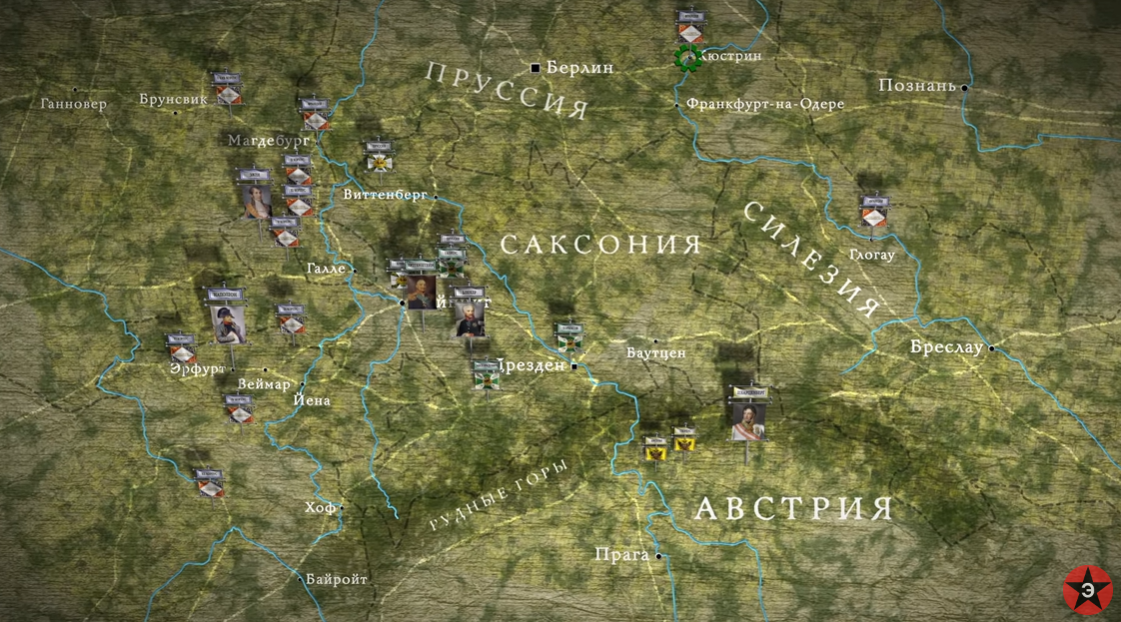 Кюстрин
Берлин
ПРУССИЯ
Познань
Ганновер
Брунсвик
Франкфурт-на-Одере
Магдебург
Виттенберг
СИЛЕЗИЯ
САКСОНИЯ
Глогау
Галле
Бреслау
Баутцен
Дрезден
Эрфурт
Веймар
Йена
РУДНЫЕ ГОРЫ
Хоф
АВСТРИЯ
Прага
Байройт
Э